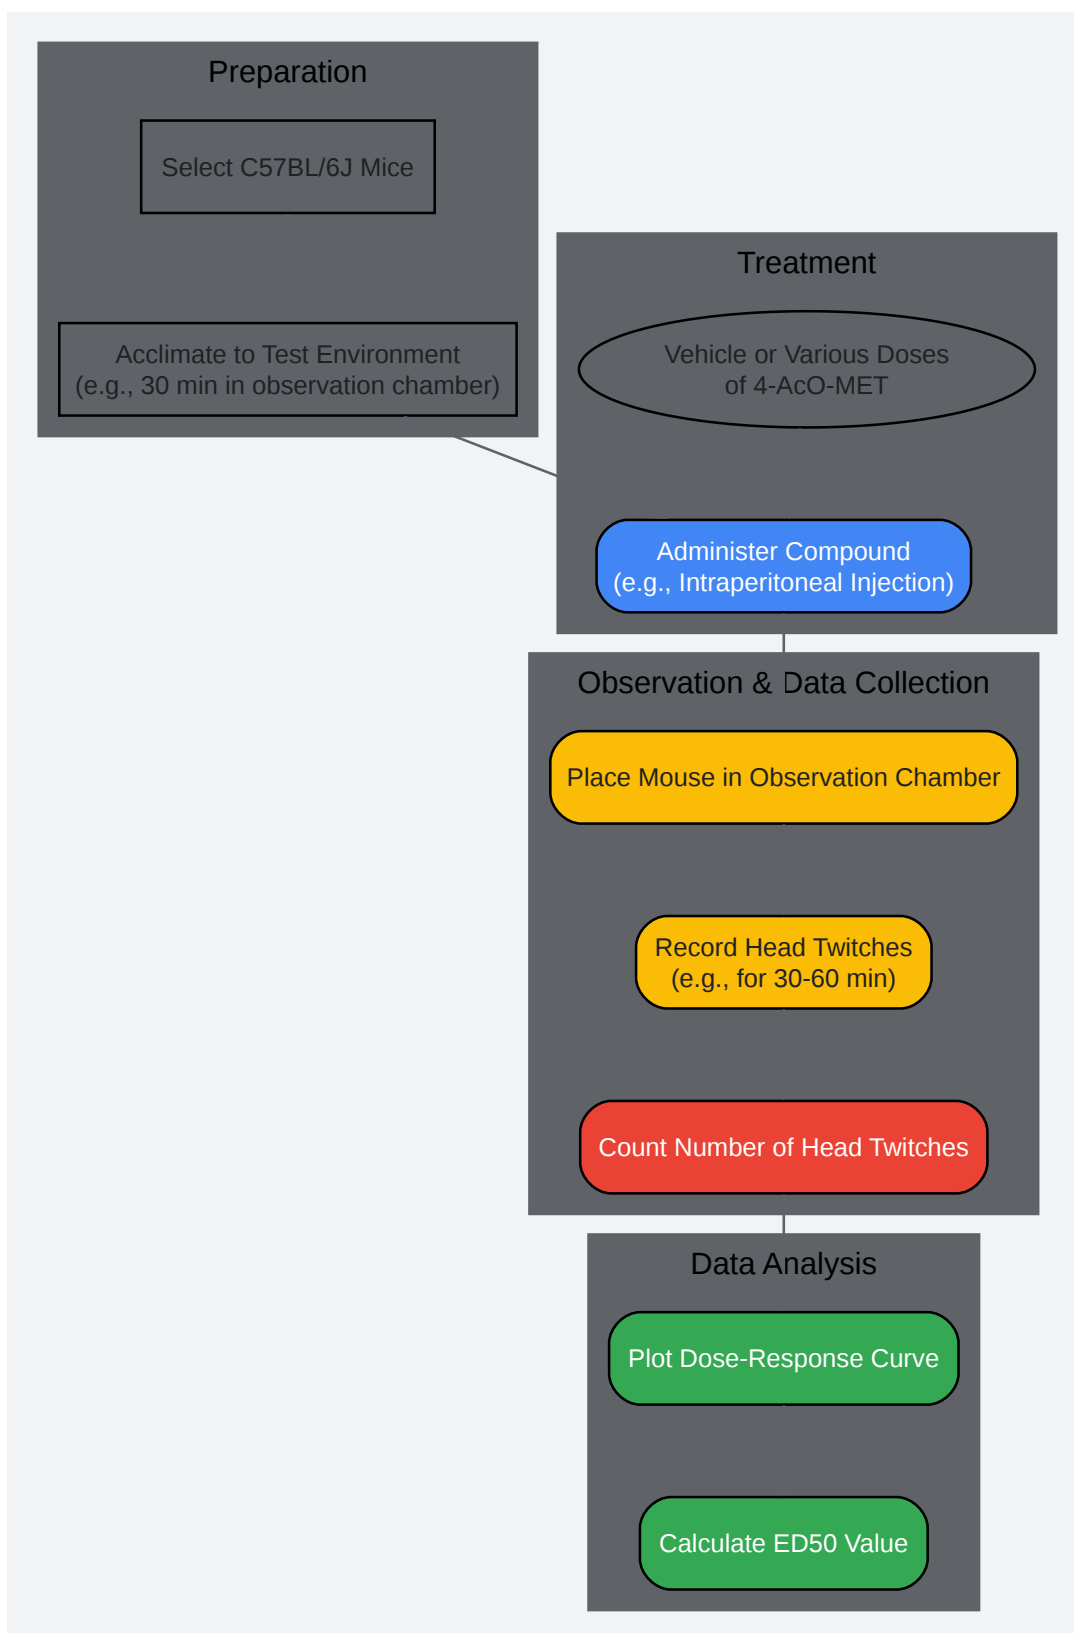 Preparation
Select C57BL/6J Mice
Acclimate to Test Environment
(e.g., 30 min in observation chamber)
Treatment
Vehicle or Various Doses
of 4-AcO-MET
Administer Compound
(e.g., Intraperitoneal Injection)
Observation & Data Collection
Place Mouse in Observation Chamber
Record Head Twitches
(e.g., for 30-60 min)
Count Number of Head Twitches
Data Analysis
Plot Dose-Response Curve
Calculate ED50 Value